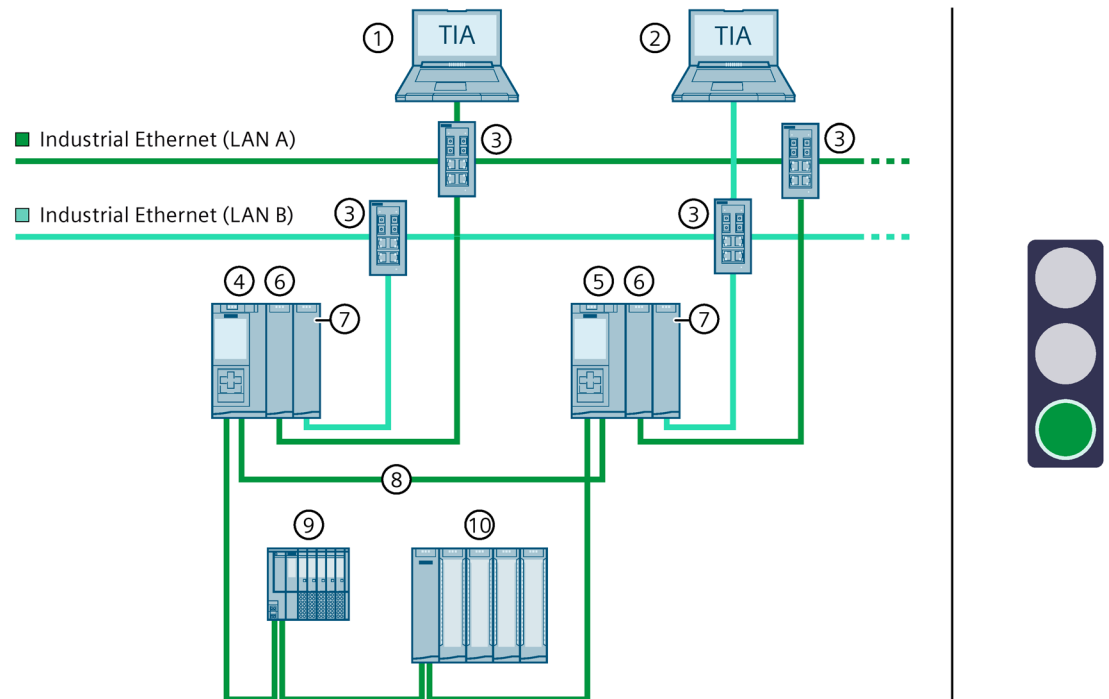 ① TIA ② TIA
Industrial Ethernet (LAN A) ③ ③
Industrial Ethernet (LAN B) ③ ③
④ ⑥ ⑤ ⑥
⑦ ⑦
⑧
⑨ ⑩